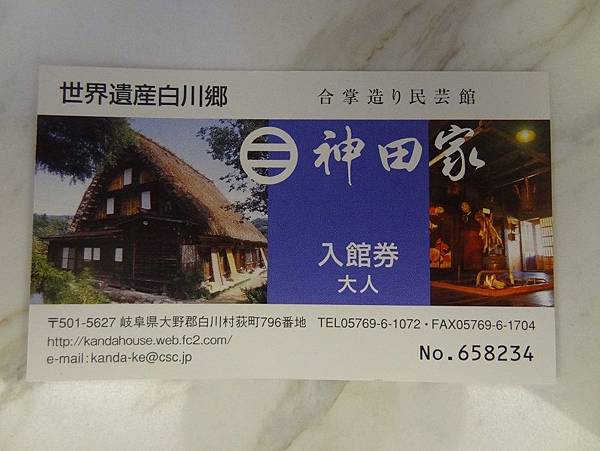 世界遺産白川郷
合掌造り民芸館
神田家
入館券
大人
〒501-5627 岐阜県大野郡白川村荻町796番地 TEL05769-6-1072・FAX05769-6-1704
http://kandahouse.web.fc2.com/
e-mail:kanda-ke@csc.jp
No.658234